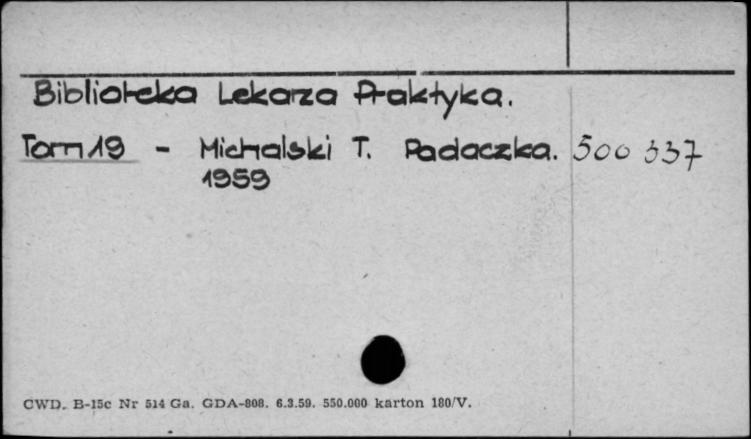 Biblioteka Lekarza Praktyka.
Tom 19 - Michalski T. Padaczka. 500 337
1959
CWD. B-15c Nr 514 Ga. GDA-808. 6.3.59. 550.000 karton 180/V.